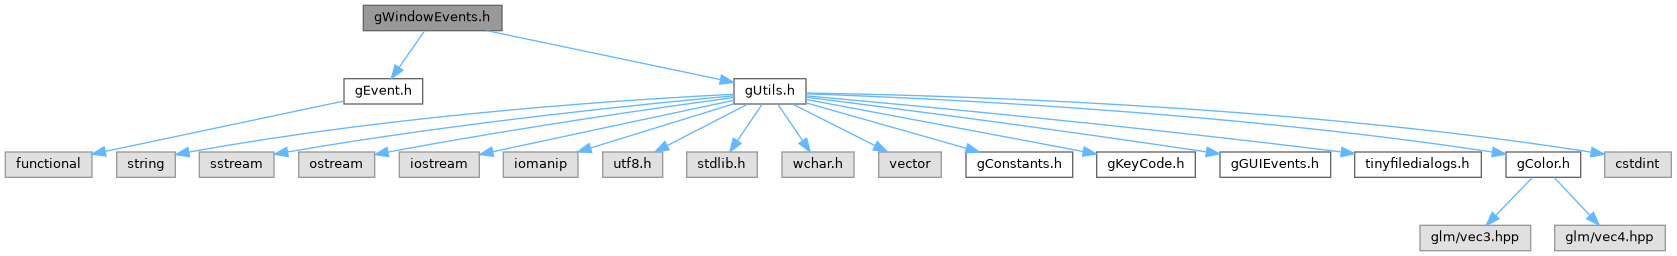 gWindowEvents.h
gEvent.h
gUtils.h
functional
string
sstream
ostream
iostream
iomanip
utf8.h
stdlib.h
wchar.h
vector
gConstants.h
gKeyCode.h
gGUIEvents.h
tinyfiledialogs.h
gColor.h
cstdint
glm/vec3.hpp
glm/vec4.hpp